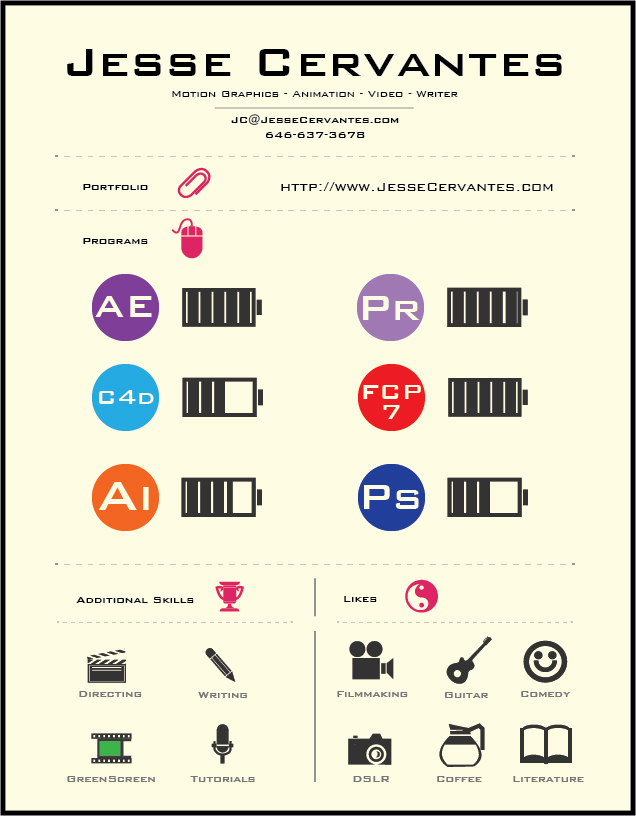 Jesse Cervantes
Motion Graphics - Animation - Video - Writer
JC@JesseCervantes.com
646-637-3678
Portfolio
http://www.JesseCervantes.com
Programs
AE
Pr
C4D
FCP
7
Ai
Ps
Additional Skills
Likes
Directing
Writing
Filmmaking
Guitar
Comedy
GreenScreen
Tutorials
DSLR
Coffee
Literature